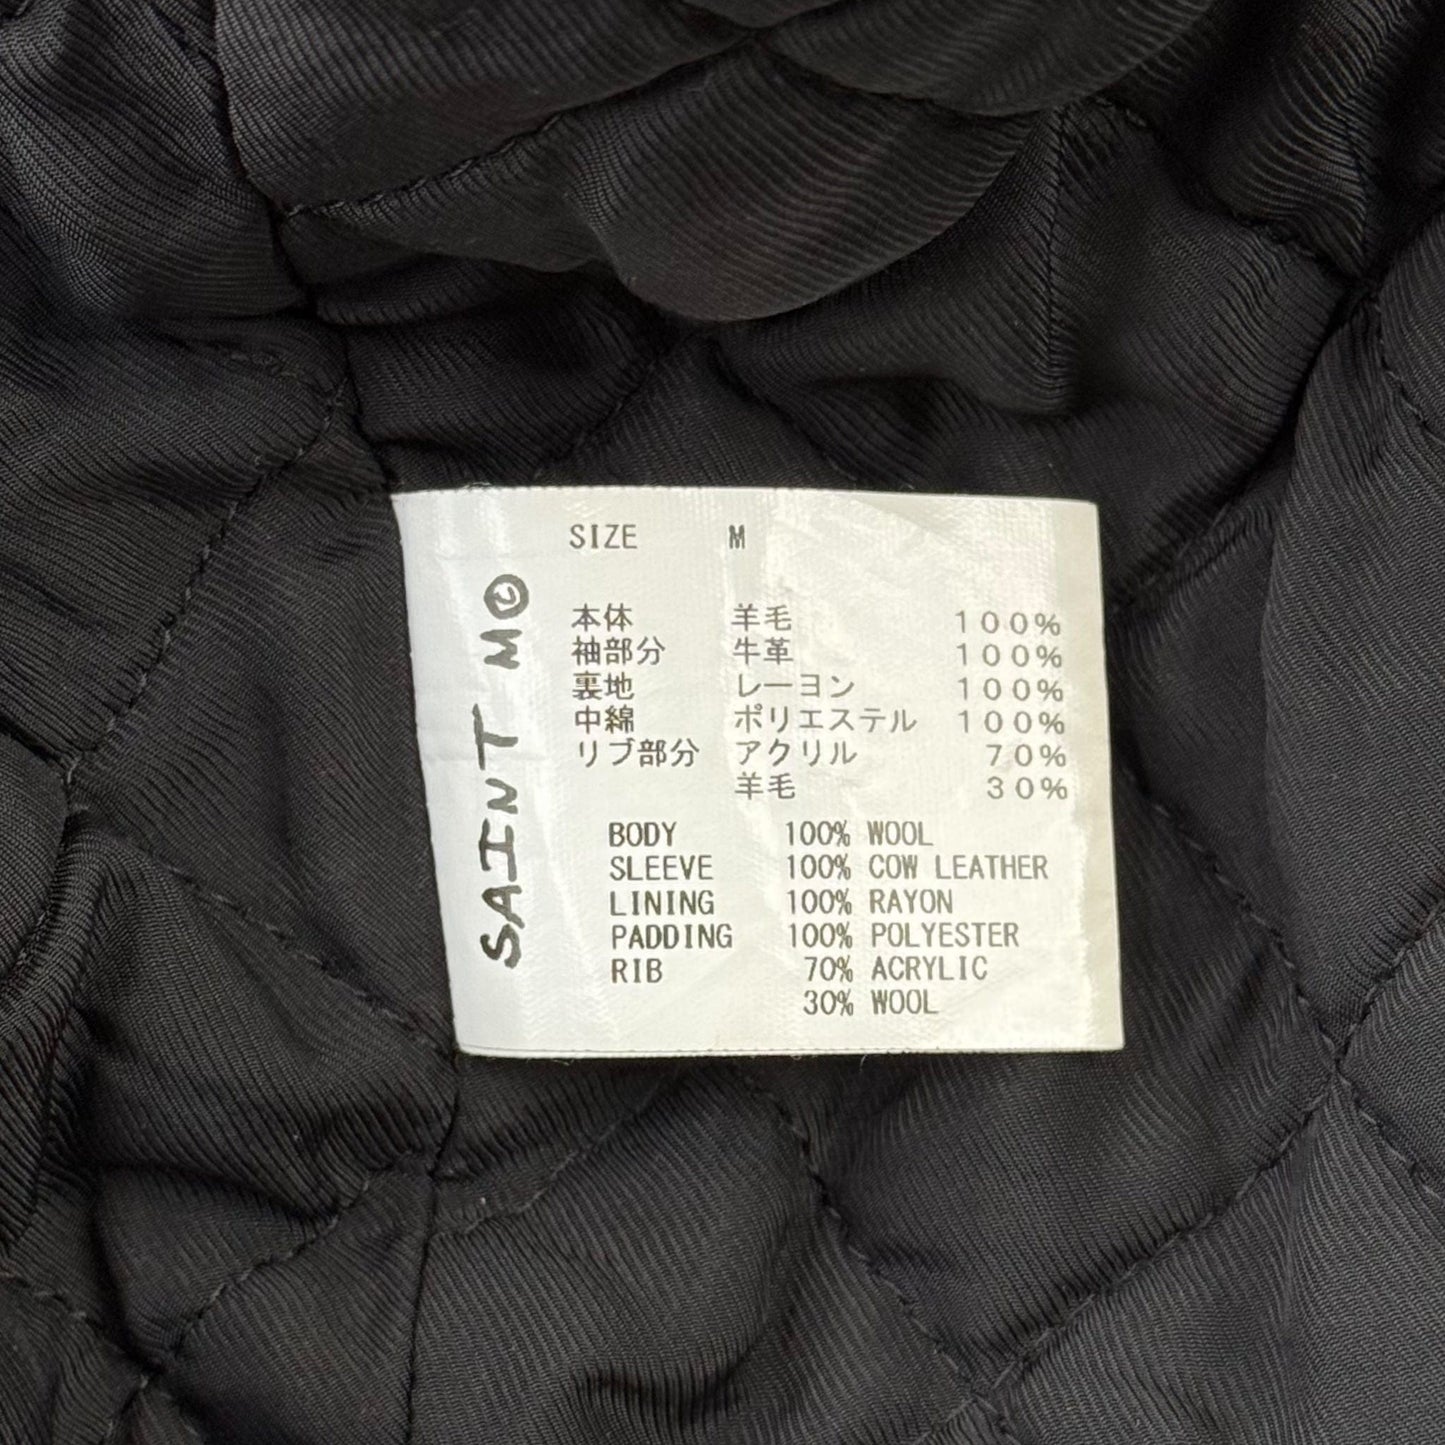 SIZE M
本体 羊毛 100%
袖部分 牛革 100%
裏地 レーヨン 100%
中綿 ポリエステル 100%
リブ部分 アクリル 70%
羊毛 30%
BODY 100% WOOL
SLEEVE 100% COW LEATHER
LINING 100% RAYON
PADDING 100% POLYESTER
RIB 70% ACRYLIC
30% WOOL
SAINT M